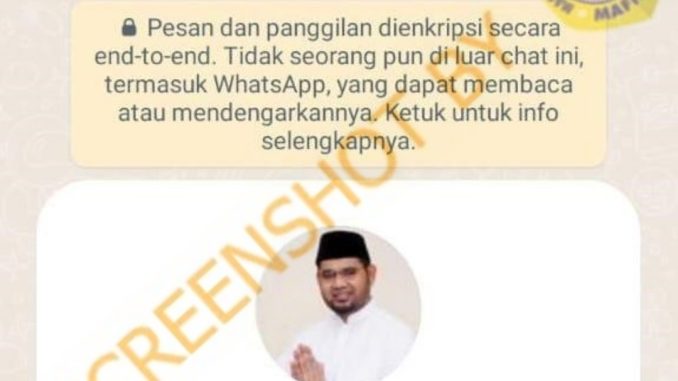 🔒 Pesan dan panggilan dienkripsi secara
end-to-end. Tidak seorang pun di luar chat ini,
termasuk WhatsApp, yang dapat membaca
atau mendengarkannya. Ketuk untuk info
selengkapnya.
SCREENSHOT BY